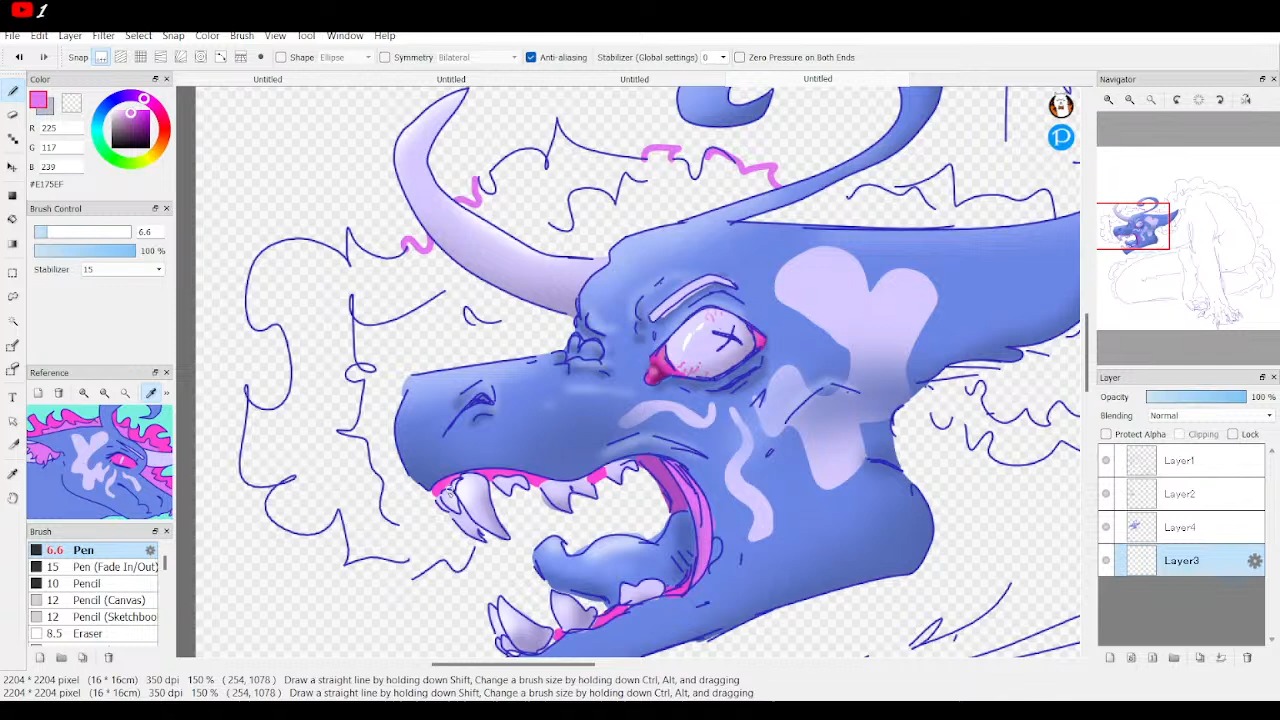 1
File Edit Layer Filter Select Snap Color Brush View Tool Window Help
Snap Shape Ellipse Symmetry Bilateral Anti-aliasing Stabilizer (Global settings) 0 Zero Pressure on Both Ends
Color Untitled Untitled Untitled Untitled Navigator
R 225
G 117
B 239
#E175EF
Brush Control
6.6
100 %
Stabilizer 15
Reference
Layer
Opacity 100 %
Blending Normal
Protect Alpha Clipping Lock
Layer1
Layer2
Layer4
Layer3
Brush
6.6 Pen
15 Pen (Fade In/Out)
10 Pencil
12 Pencil (Canvas)
12 Pencil (Sketchboo
8.5 Eraser
2204 * 2204 pixel (16 * 16cm) 350 dpi 150 % ( 254, 1078 ) Draw a straight line by holding down Shift, Change a brush size by holding down Ctrl, Alt, and dragging
2204 * 2204 pixel (16 * 16cm) 350 dpi 150 % ( 254, 1078 ) Draw a straight line by holding down Shift, Change a brush size by holding down Ctrl, Alt, and dragging